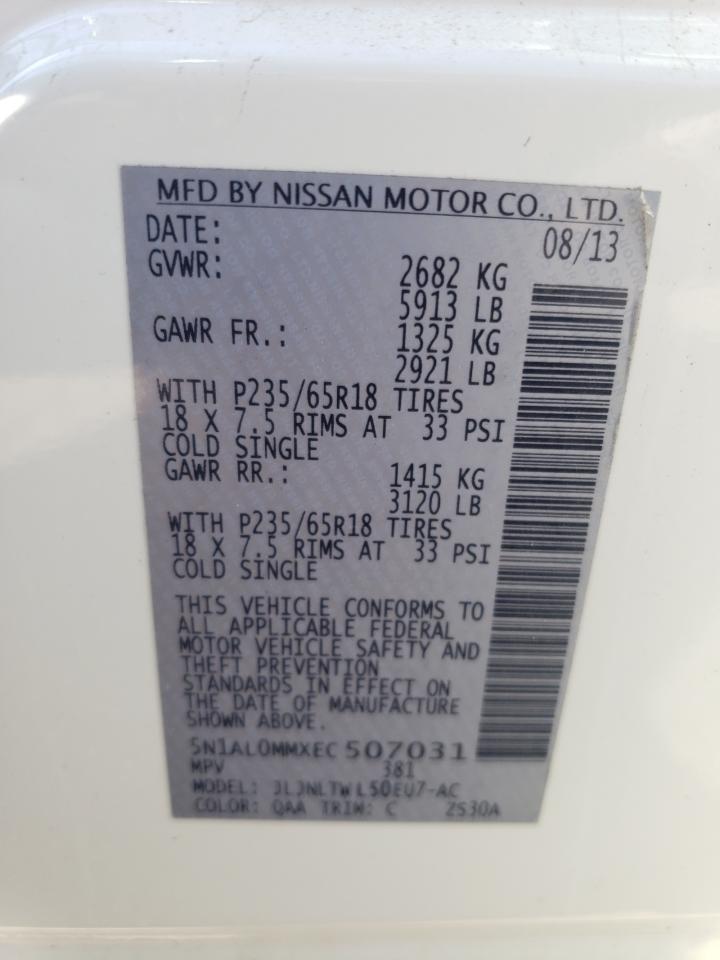 MFD BY NISSAN MOTOR CO., LTD.
DATE: 08/13
GVWR: 2682 KG
5913 LB
GAWR FR.: 1325 KG
2921 LB
WITH P235/65R18 TIRES
18 X 7.5 RIMS AT 33 PSI
COLD SINGLE
GAWR RR.: 1415 KG
3120 LB
WITH P235/65R18 TIRES
18 X 7.5 RIMS AT 33 PSI
COLD SINGLE
THIS VEHICLE CONFORMS TO
ALL APPLICABLE FEDERAL
MOTOR VEHICLE SAFETY AND
THEFT PREVENTION
STANDARDS IN EFFECT ON
THE DATE OF MANUFACTURE
SHOWN ABOVE.
5N1AL0MMXEC507031
MPV 381
MODEL:
COLOR: QAA TRIM: C 2S30A